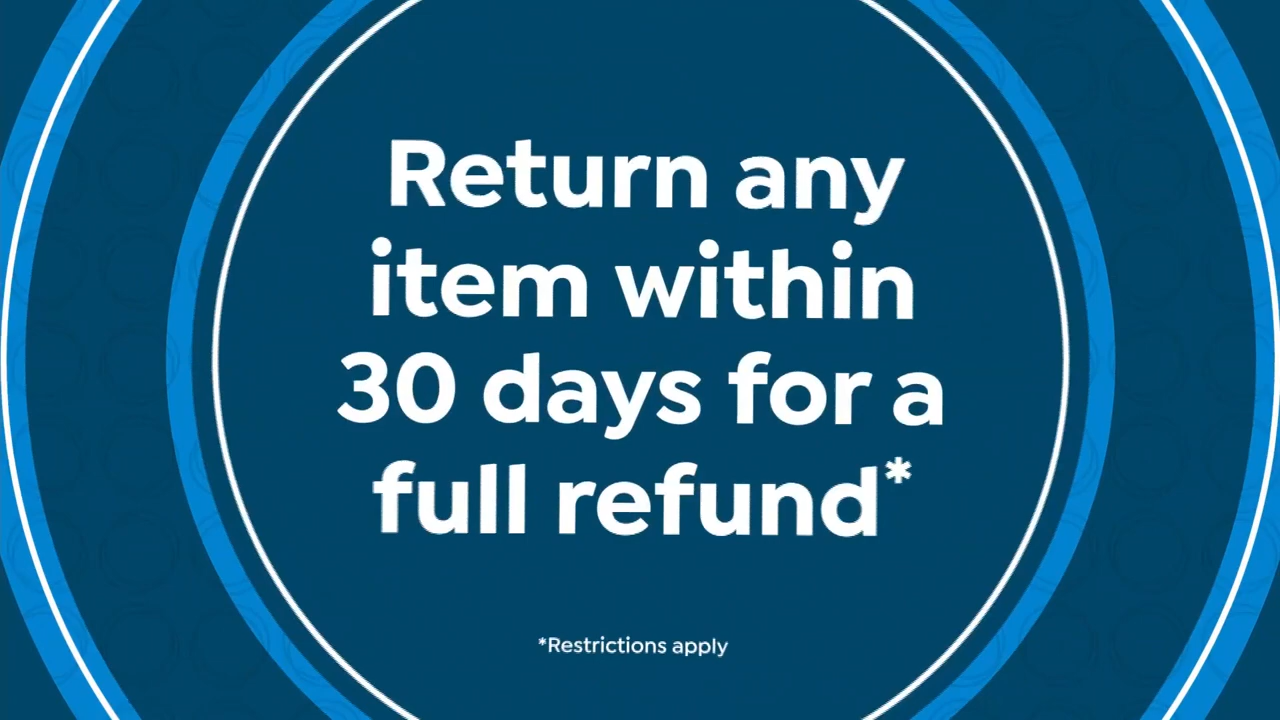 Return any
item within
30 days for a
full refund*
*Restrictions apply